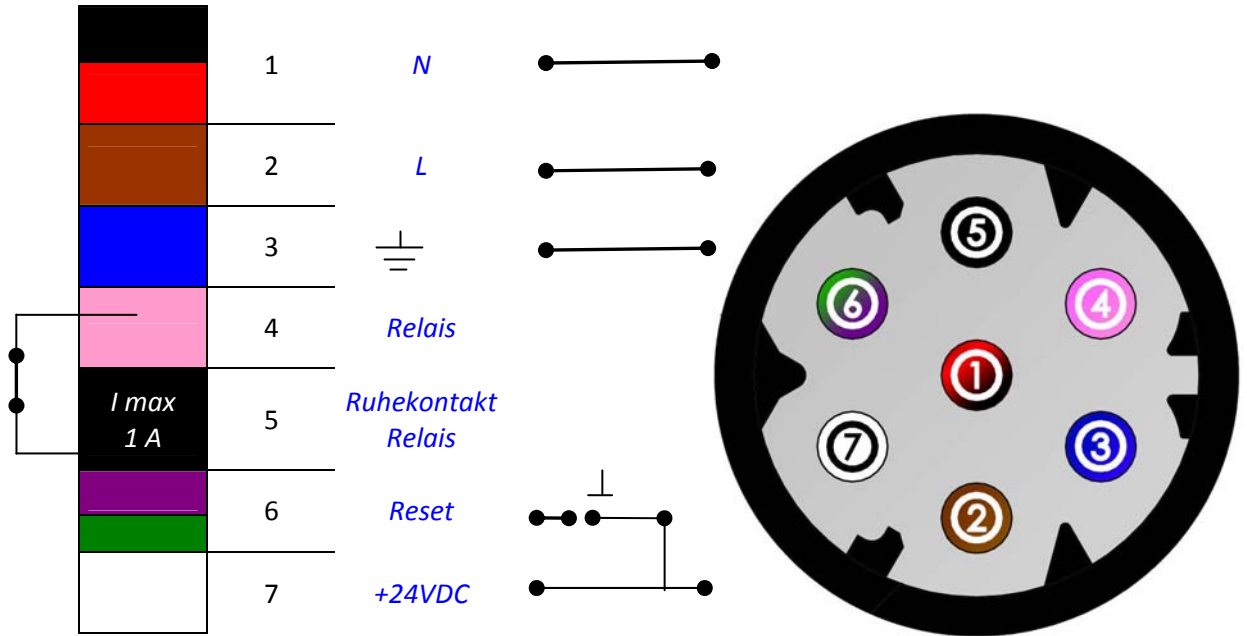 1 N
2 L
3
4 Relais
I max
1 A
5 Ruhekontakt
Relais
6 Reset
7 +24VDC
5
6
4
1
7
3
2